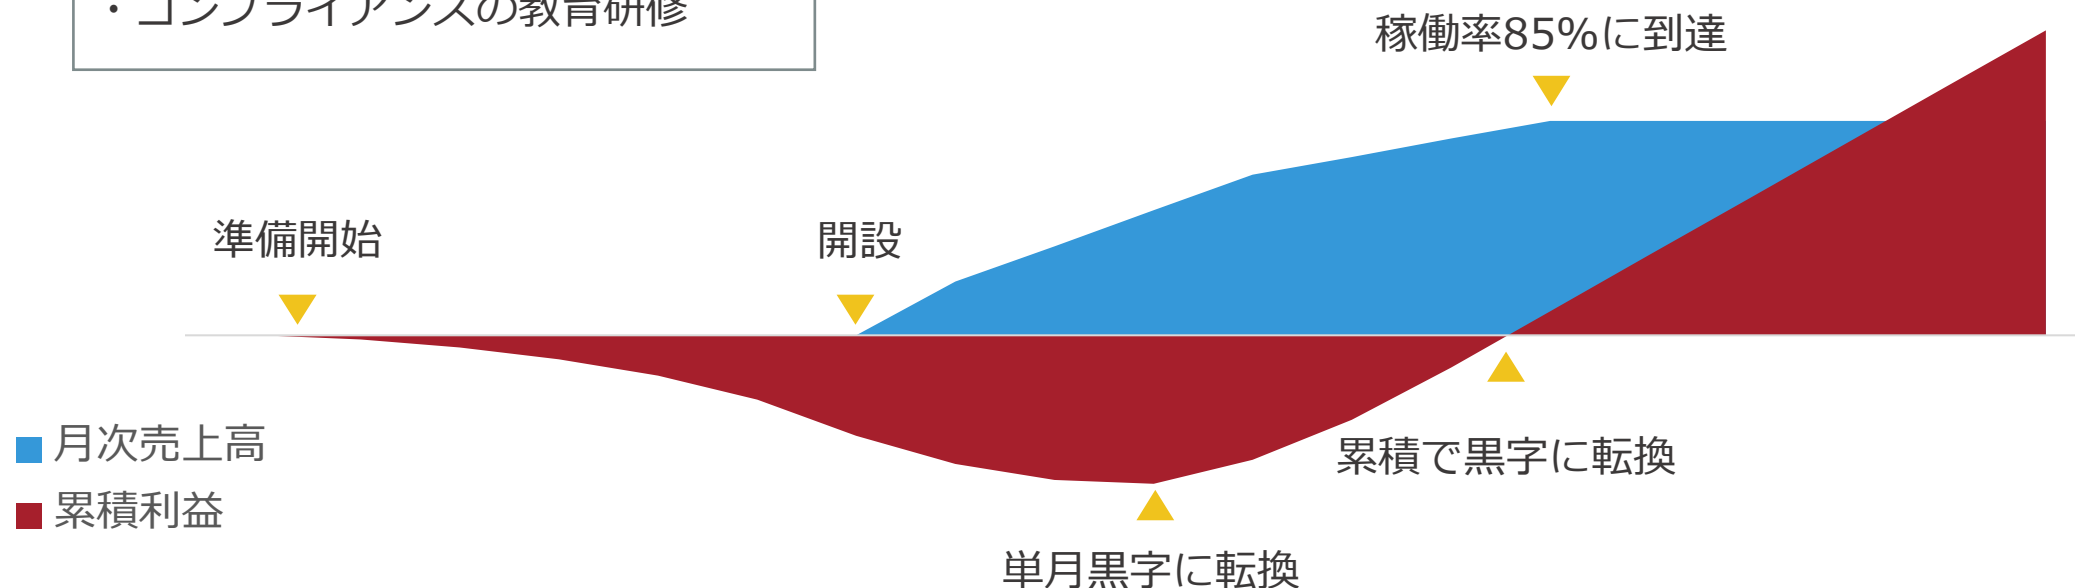 ・コンプライアンスの教育研修
稼働率85%に到達
準備開始
開設
月次売上高
累積利益
累積で黒字に転換
単月黒字に転換